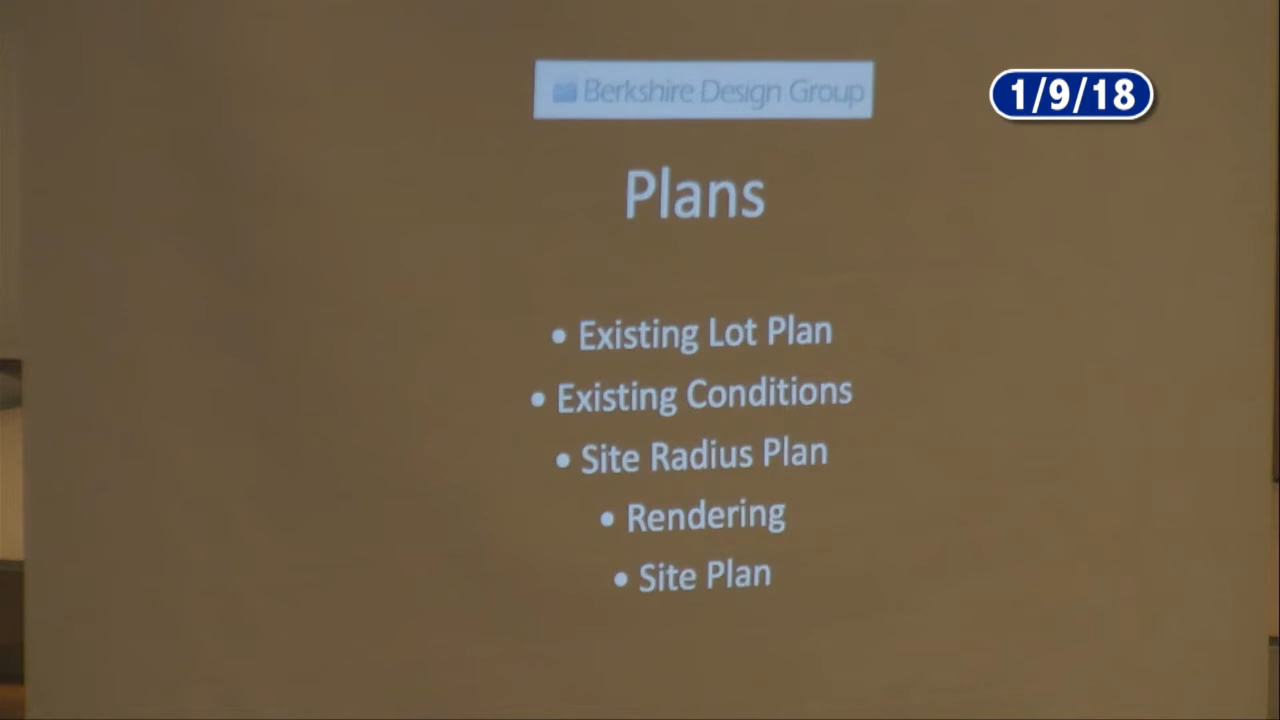 Berkshire Design Group
1/9/18
Plans
• Existing Lot Plan
• Existing Conditions
• Site Radius Plan
• Rendering
• Site Plan